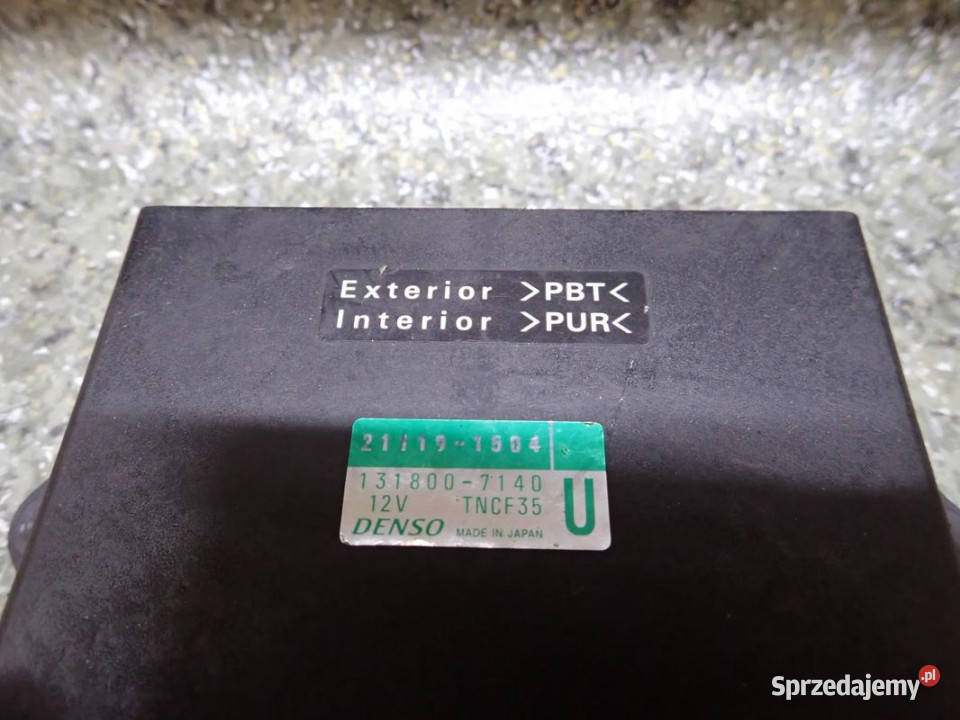 Exterior >PBT<
Interior >PUR<
21119-1504
131800-7140
12V TNCF35 U
DENSO MADE IN JAPAN
Sprzedajemy.pl